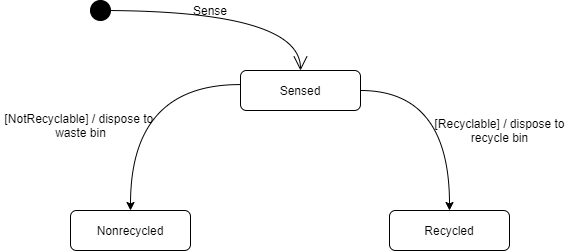 Sense
Sensed
[NotRecyclable] / dispose to
waste bin
[Recyclable] / dispose to
recycle bin
Nonrecycled
Recycled